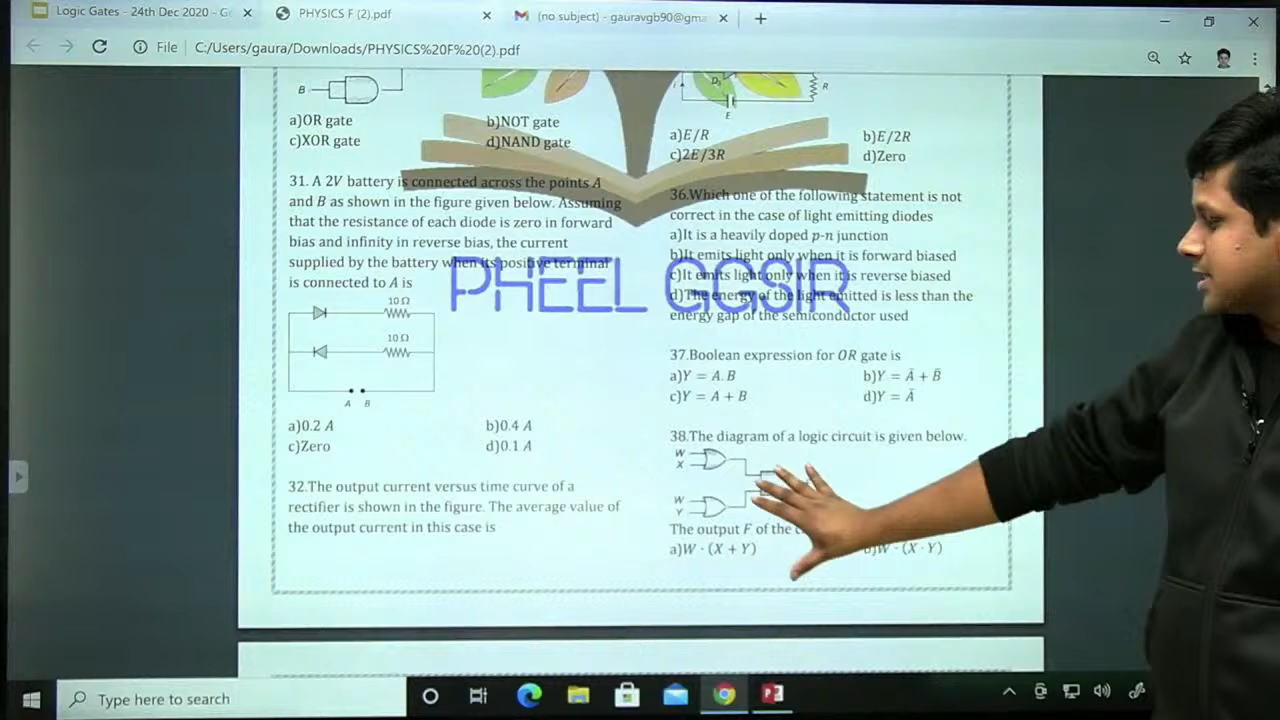 Logic Gates - 24th Dec 2020 - G
PHYSICS F (2).pdf
(no subject) - gauravgb90@gma
File
C:/Users/gaura/Downloads/PHYSICS%20F%20(2).pdf
B
a)OR gate
b)NOT gate
c)XOR gate
d)NAND gate
31. A 2V battery is connected across the points A
and B as shown in the figure given below. Assuming
that the resistance of each diode is zero in forward
bias and infinity in reverse bias, the current
supplied by the battery when its positive terminal
is connected to A is
10 Ω
10 Ω
A B
a)0.2 A
b)0.4 A
c)Zero
d)0.1 A
32.The output current versus time curve of a
rectifier is shown in the figure. The average value of
the output current in this case is
R
E
a)E/R
b)E/2R
c)2E/3R
d)Zero
36.Which one of the following statement is not
correct in the case of light emitting diodes
a)It is a heavily doped p-n junction
b)It emits light only when it is forward biased
c)It emits light only when it is reverse biased
d)The energy of the light emitted is less than the
energy gap of the semiconductor used
37.Boolean expression for OR gate is
a)Y = A. B
b)Y = Ā + B̄
c)Y = A + B
d)Y = Ā
38.The diagram of a logic circuit is given below.
W
X
W
Y
The output F of the
a)W · (X + Y)
W · (X · Y)
PHEEL GGSIR
Type here to search